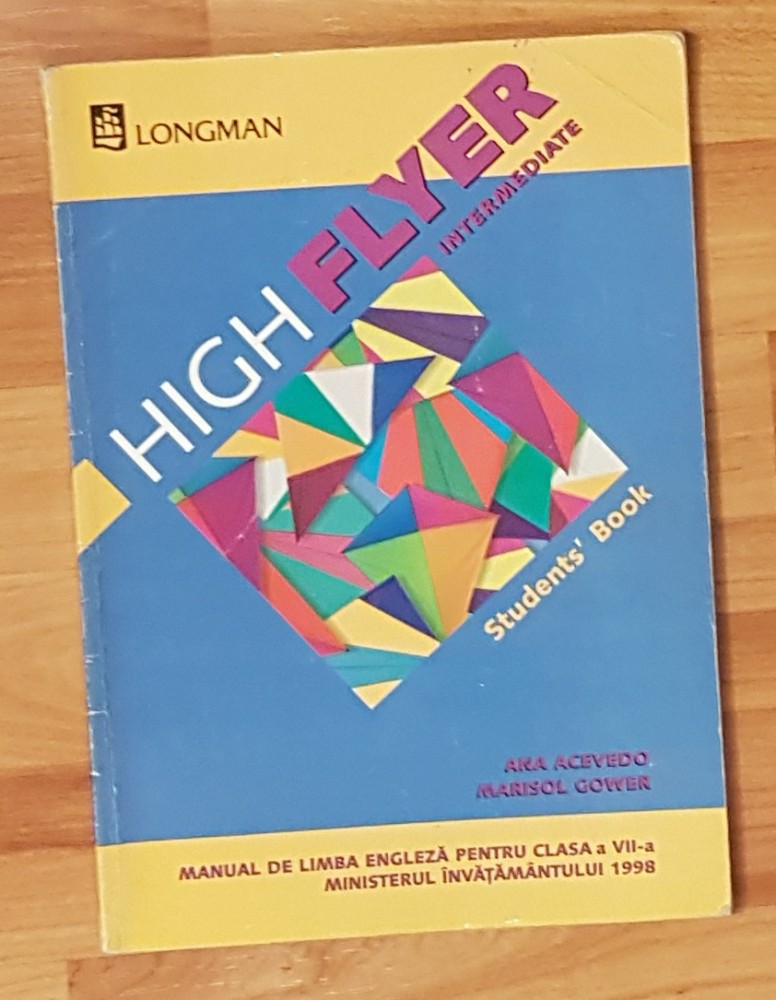 LONGMAN
HIGH FLYER
INTERMEDIATE
Students' Book
ANA ACEVEDO
MARISOL GOWER
MANUAL DE LIMBA ENGLEZĂ PENTRU CLASA a VII-a
MINISTERUL ÎNVĂȚĂMÂNTULUI 1998